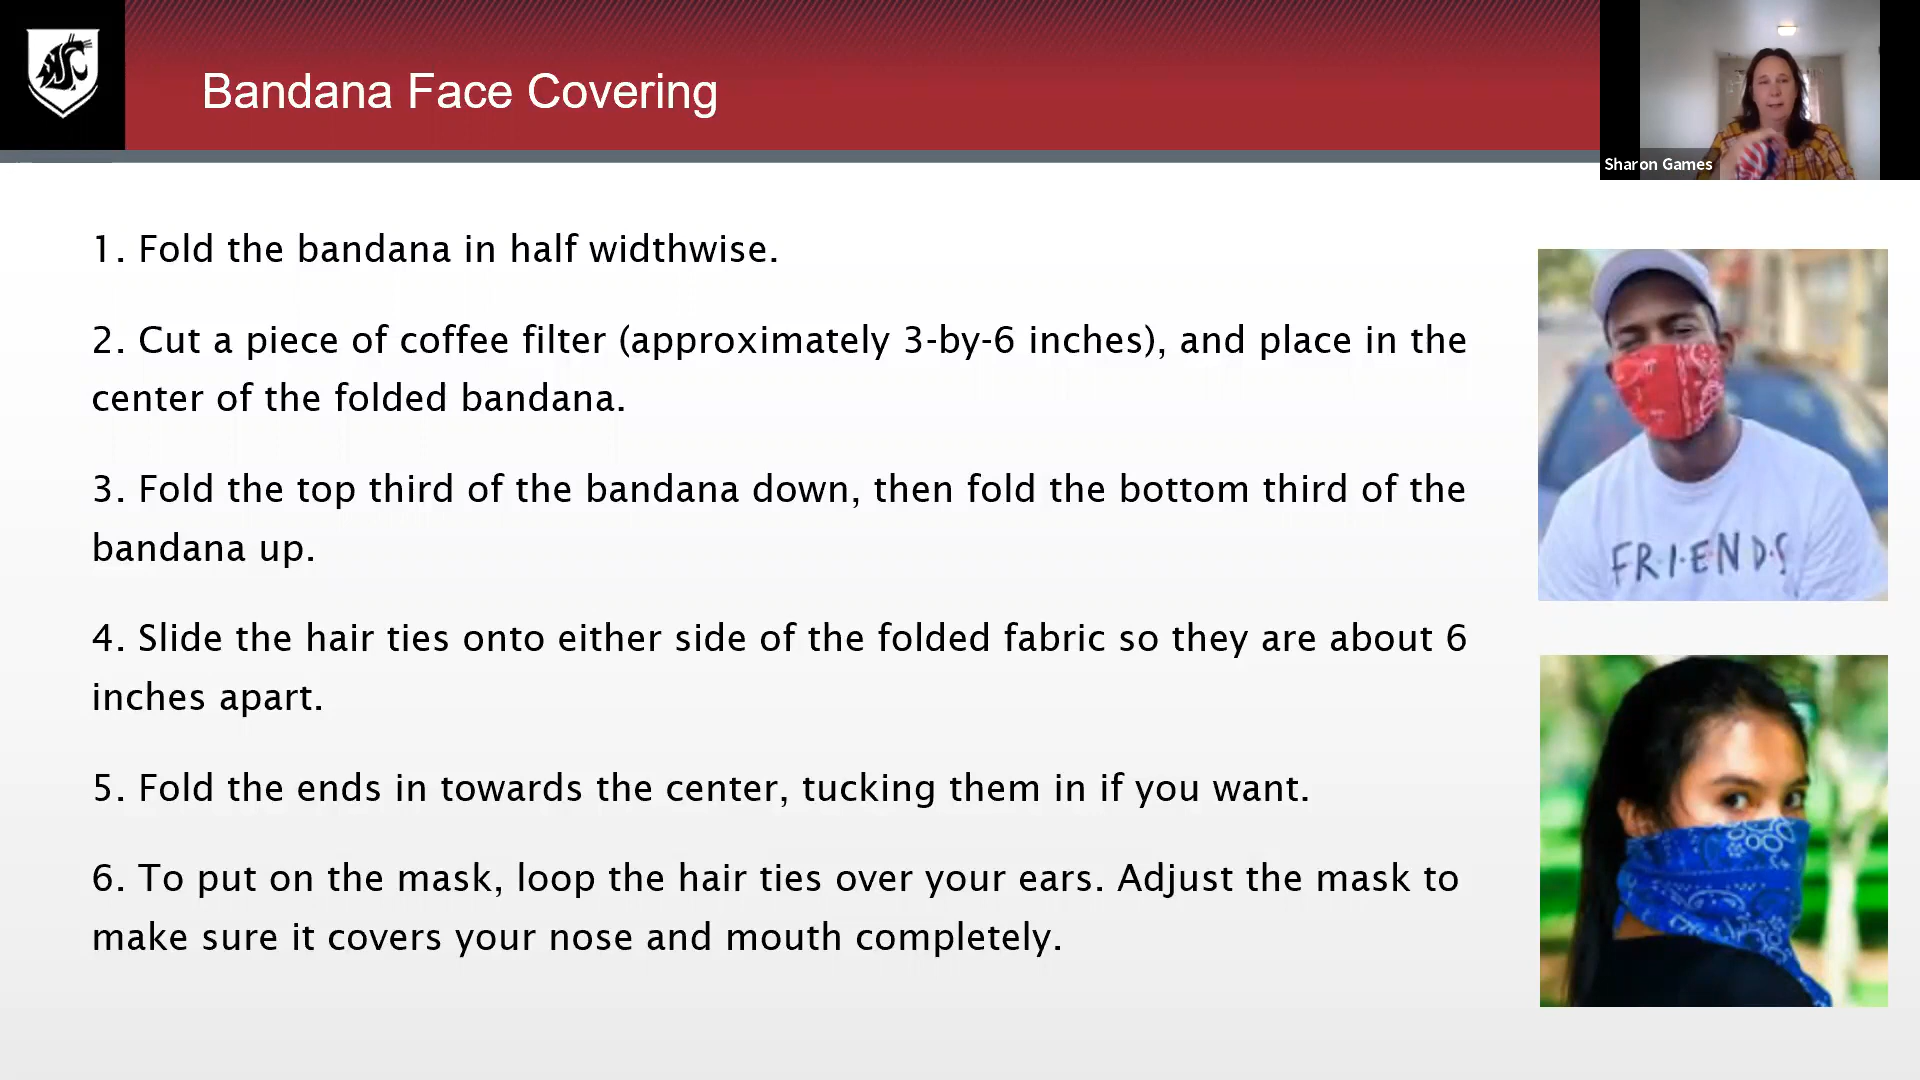 Bandana Face Covering
Sharon Games
1. Fold the bandana in half widthwise.
2. Cut a piece of coffee filter (approximately 3-by-6 inches), and place in the
center of the folded bandana.
3. Fold the top third of the bandana down, then fold the bottom third of the
bandana up.
4. Slide the hair ties onto either side of the folded fabric so they are about 6
inches apart.
5. Fold the ends in towards the center, tucking them in if you want.
6. To put on the mask, loop the hair ties over your ears. Adjust the mask to
make sure it covers your nose and mouth completely.
F·R·I·E·N·D·S